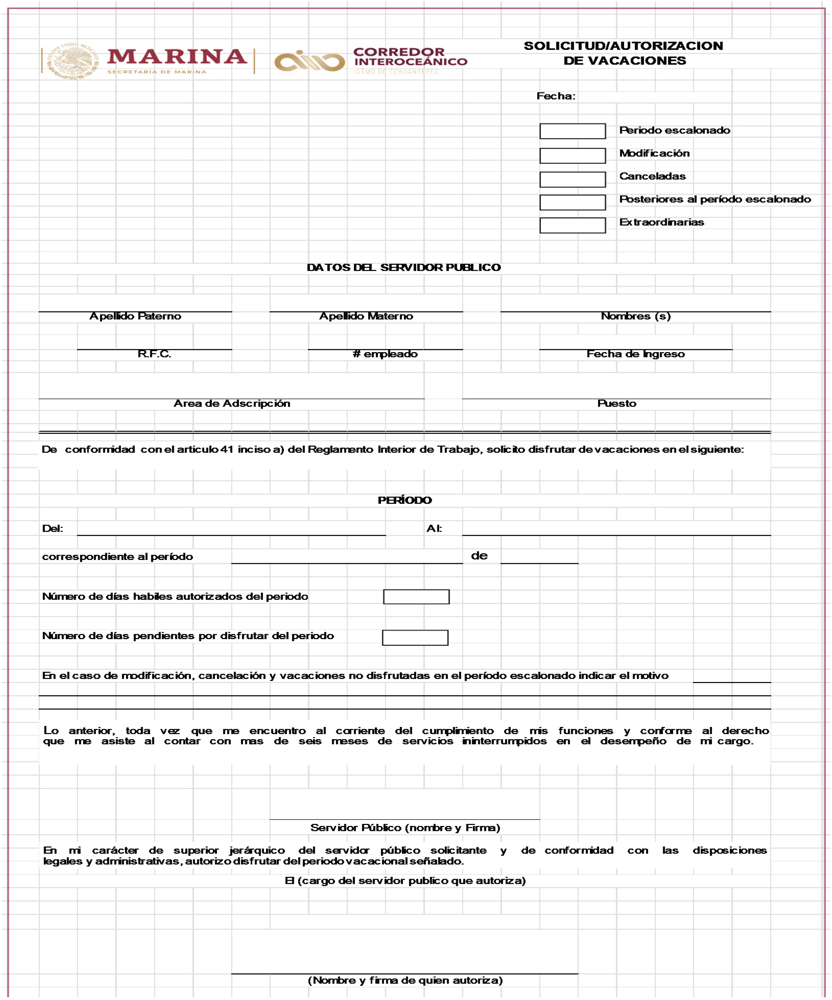 ESTADOS UNIDOS MEXICANOS
MARINA
SECRETARÍA DE MARINA
CORREDOR
INTEROCEÁNICO
ISTMO DE TEHUANTEPEC
SOLICITUD/AUTORIZACION
DE VACACIONES
Fecha:
Periodo escalonado
Modificación
Canceladas
Posteriores al período escalonado
Extraordinarias
DATOS DEL SERVIDOR PUBLICO
Apellido Paterno Apellido Materno Nombres (s)
R.F.C. # empleado Fecha de Ingreso
Area de Adscripción Puesto
De conformidad con el articulo 41 inciso a) del Reglamento Interior de Trabajo, solicito disfrutar de vacaciones en el siguiente:
PERÍODO
Del: Al:
correspondiente al período de
Número de días habiles autorizados del periodo
Número de días pendientes por disfrutar del periodo
En el caso de modificación, cancelación y vacaciones no disfrutadas en el período escalonado indicar el motivo
Lo anterior, toda vez que me encuentro al corriente del cumplimiento de mis funciones y conforme al derecho
que me asiste al contar con mas de seis meses de servicios ininterrumpidos en el desempeño de mi cargo.
Servidor Público (nombre y Firma)
En mi carácter de superior jerárquico del servidor público solicitante y de conformidad con las disposiciones
legales y administrativas, autorizo disfrutar del periodo vacacional señalado.
El (cargo del servidor publico que autoriza)
(Nombre y firma de quien autoriza)